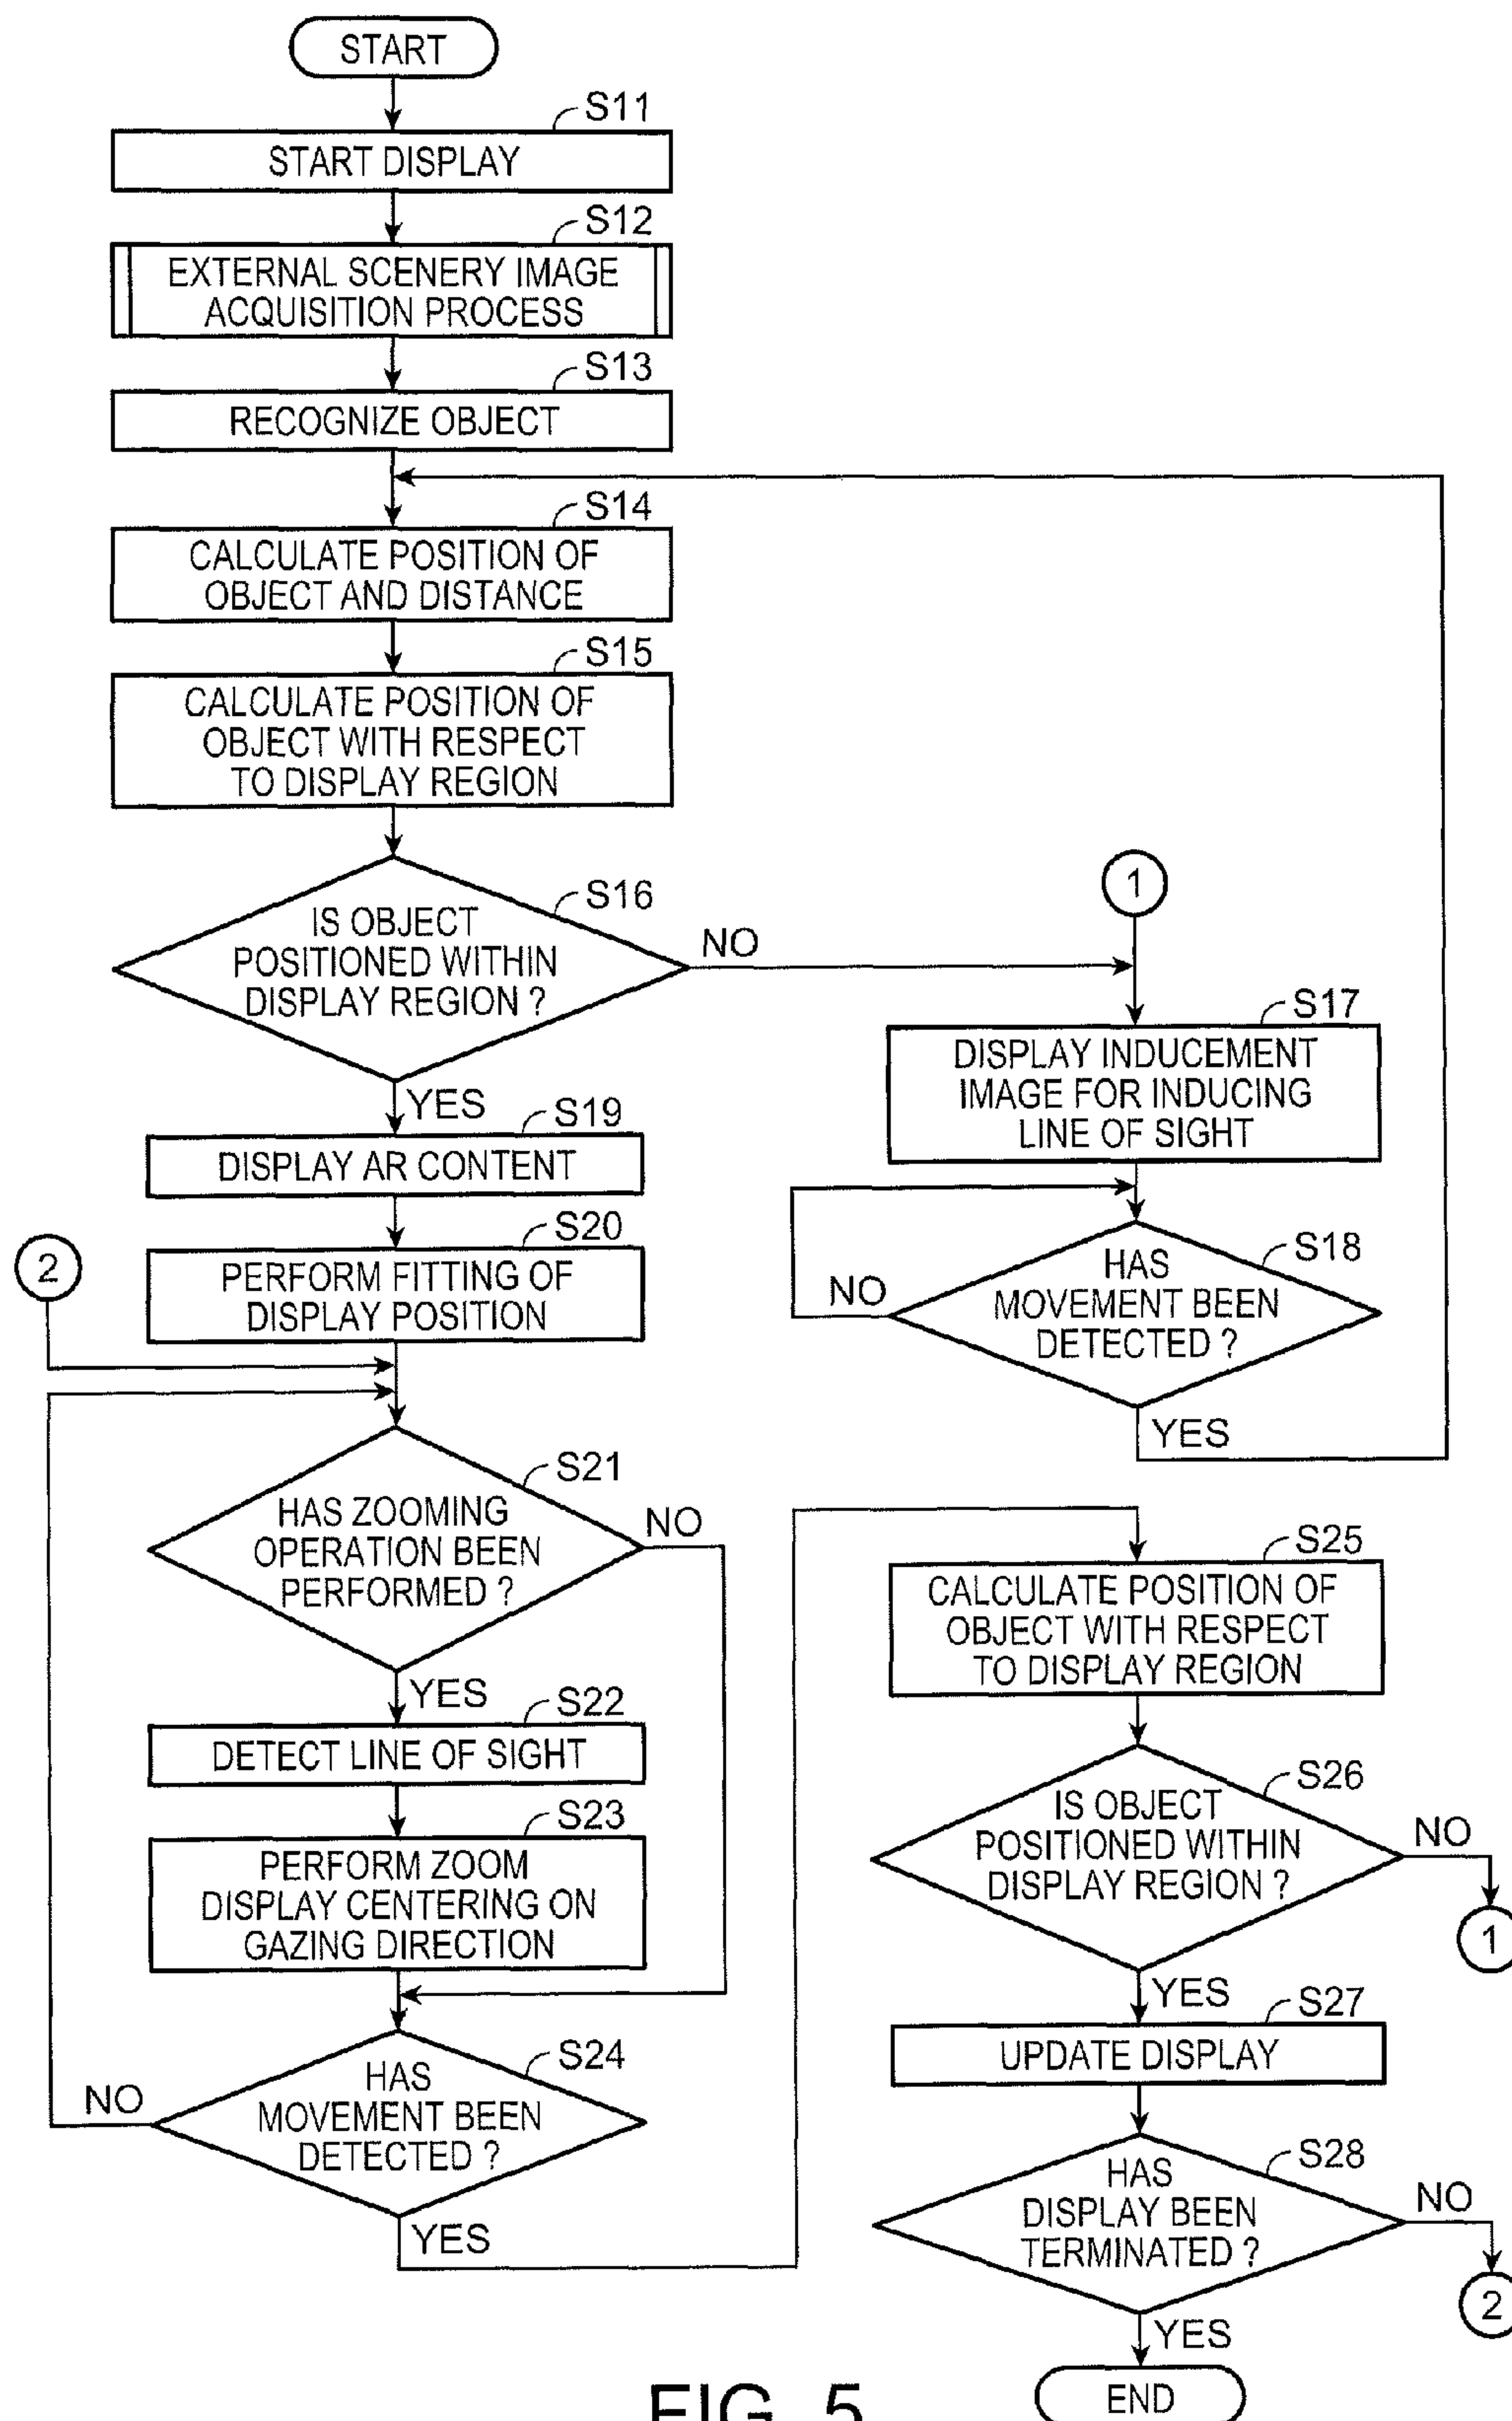 START
S11
START DISPLAY
S12
EXTERNAL SCENERY IMAGE
ACQUISITION PROCESS
S13
RECOGNIZE OBJECT
S14
CALCULATE POSITION OF
OBJECT AND DISTANCE
S15
CALCULATE POSITION OF
OBJECT WITH RESPECT
TO DISPLAY REGION
S16
IS OBJECT
POSITIONED WITHIN
DISPLAY REGION ?
NO
YES
1
S17
DISPLAY INDUCEMENT
IMAGE FOR INDUCING
LINE OF SIGHT
S18
HAS
MOVEMENT BEEN
DETECTED ?
NO
YES
S19
DISPLAY AR CONTENT
S20
PERFORM FITTING OF
DISPLAY POSITION
2
S21
HAS ZOOMING
OPERATION BEEN
PERFORMED ?
NO
YES
S22
DETECT LINE OF SIGHT
S23
PERFORM ZOOM
DISPLAY CENTERING ON
GAZING DIRECTION
S24
HAS
MOVEMENT BEEN
DETECTED ?
NO
YES
S25
CALCULATE POSITION OF
OBJECT WITH RESPECT
TO DISPLAY REGION
S26
IS OBJECT
POSITIONED WITHIN
DISPLAY REGION ?
NO
1
YES
S27
UPDATE DISPLAY
S28
HAS
DISPLAY BEEN
TERMINATED ?
NO
2
YES
END
FIG. 5